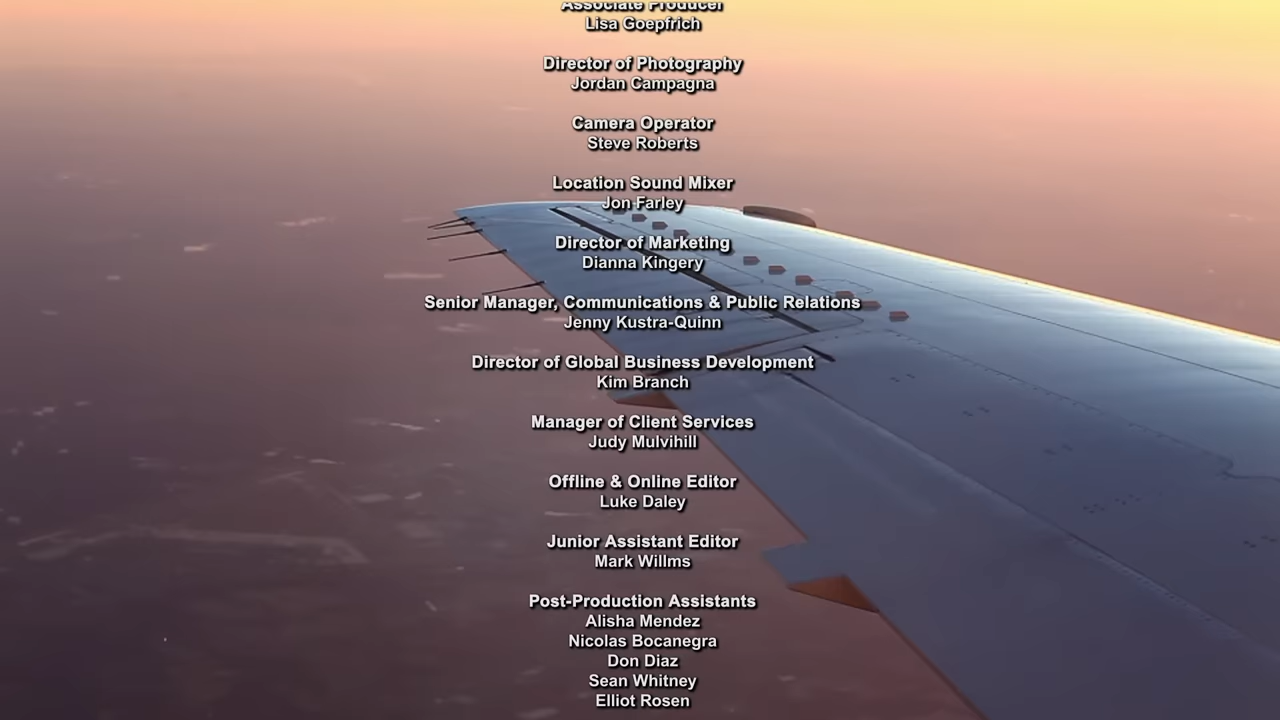 Associate Producer
Lisa Goepfrich
Director of Photography
Jordan Campagna
Camera Operator
Steve Roberts
Location Sound Mixer
Jon Farley
Director of Marketing
Dianna Kingery
Senior Manager, Communications & Public Relations
Jenny Kustra-Quinn
Director of Global Business Development
Kim Branch
Manager of Client Services
Judy Mulvihill
Offline & Online Editor
Luke Daley
Junior Assistant Editor
Mark Willms
Post-Production Assistants
Alisha Mendez
Nicolas Bocanegra
Don Diaz
Sean Whitney
Elliot Rosen